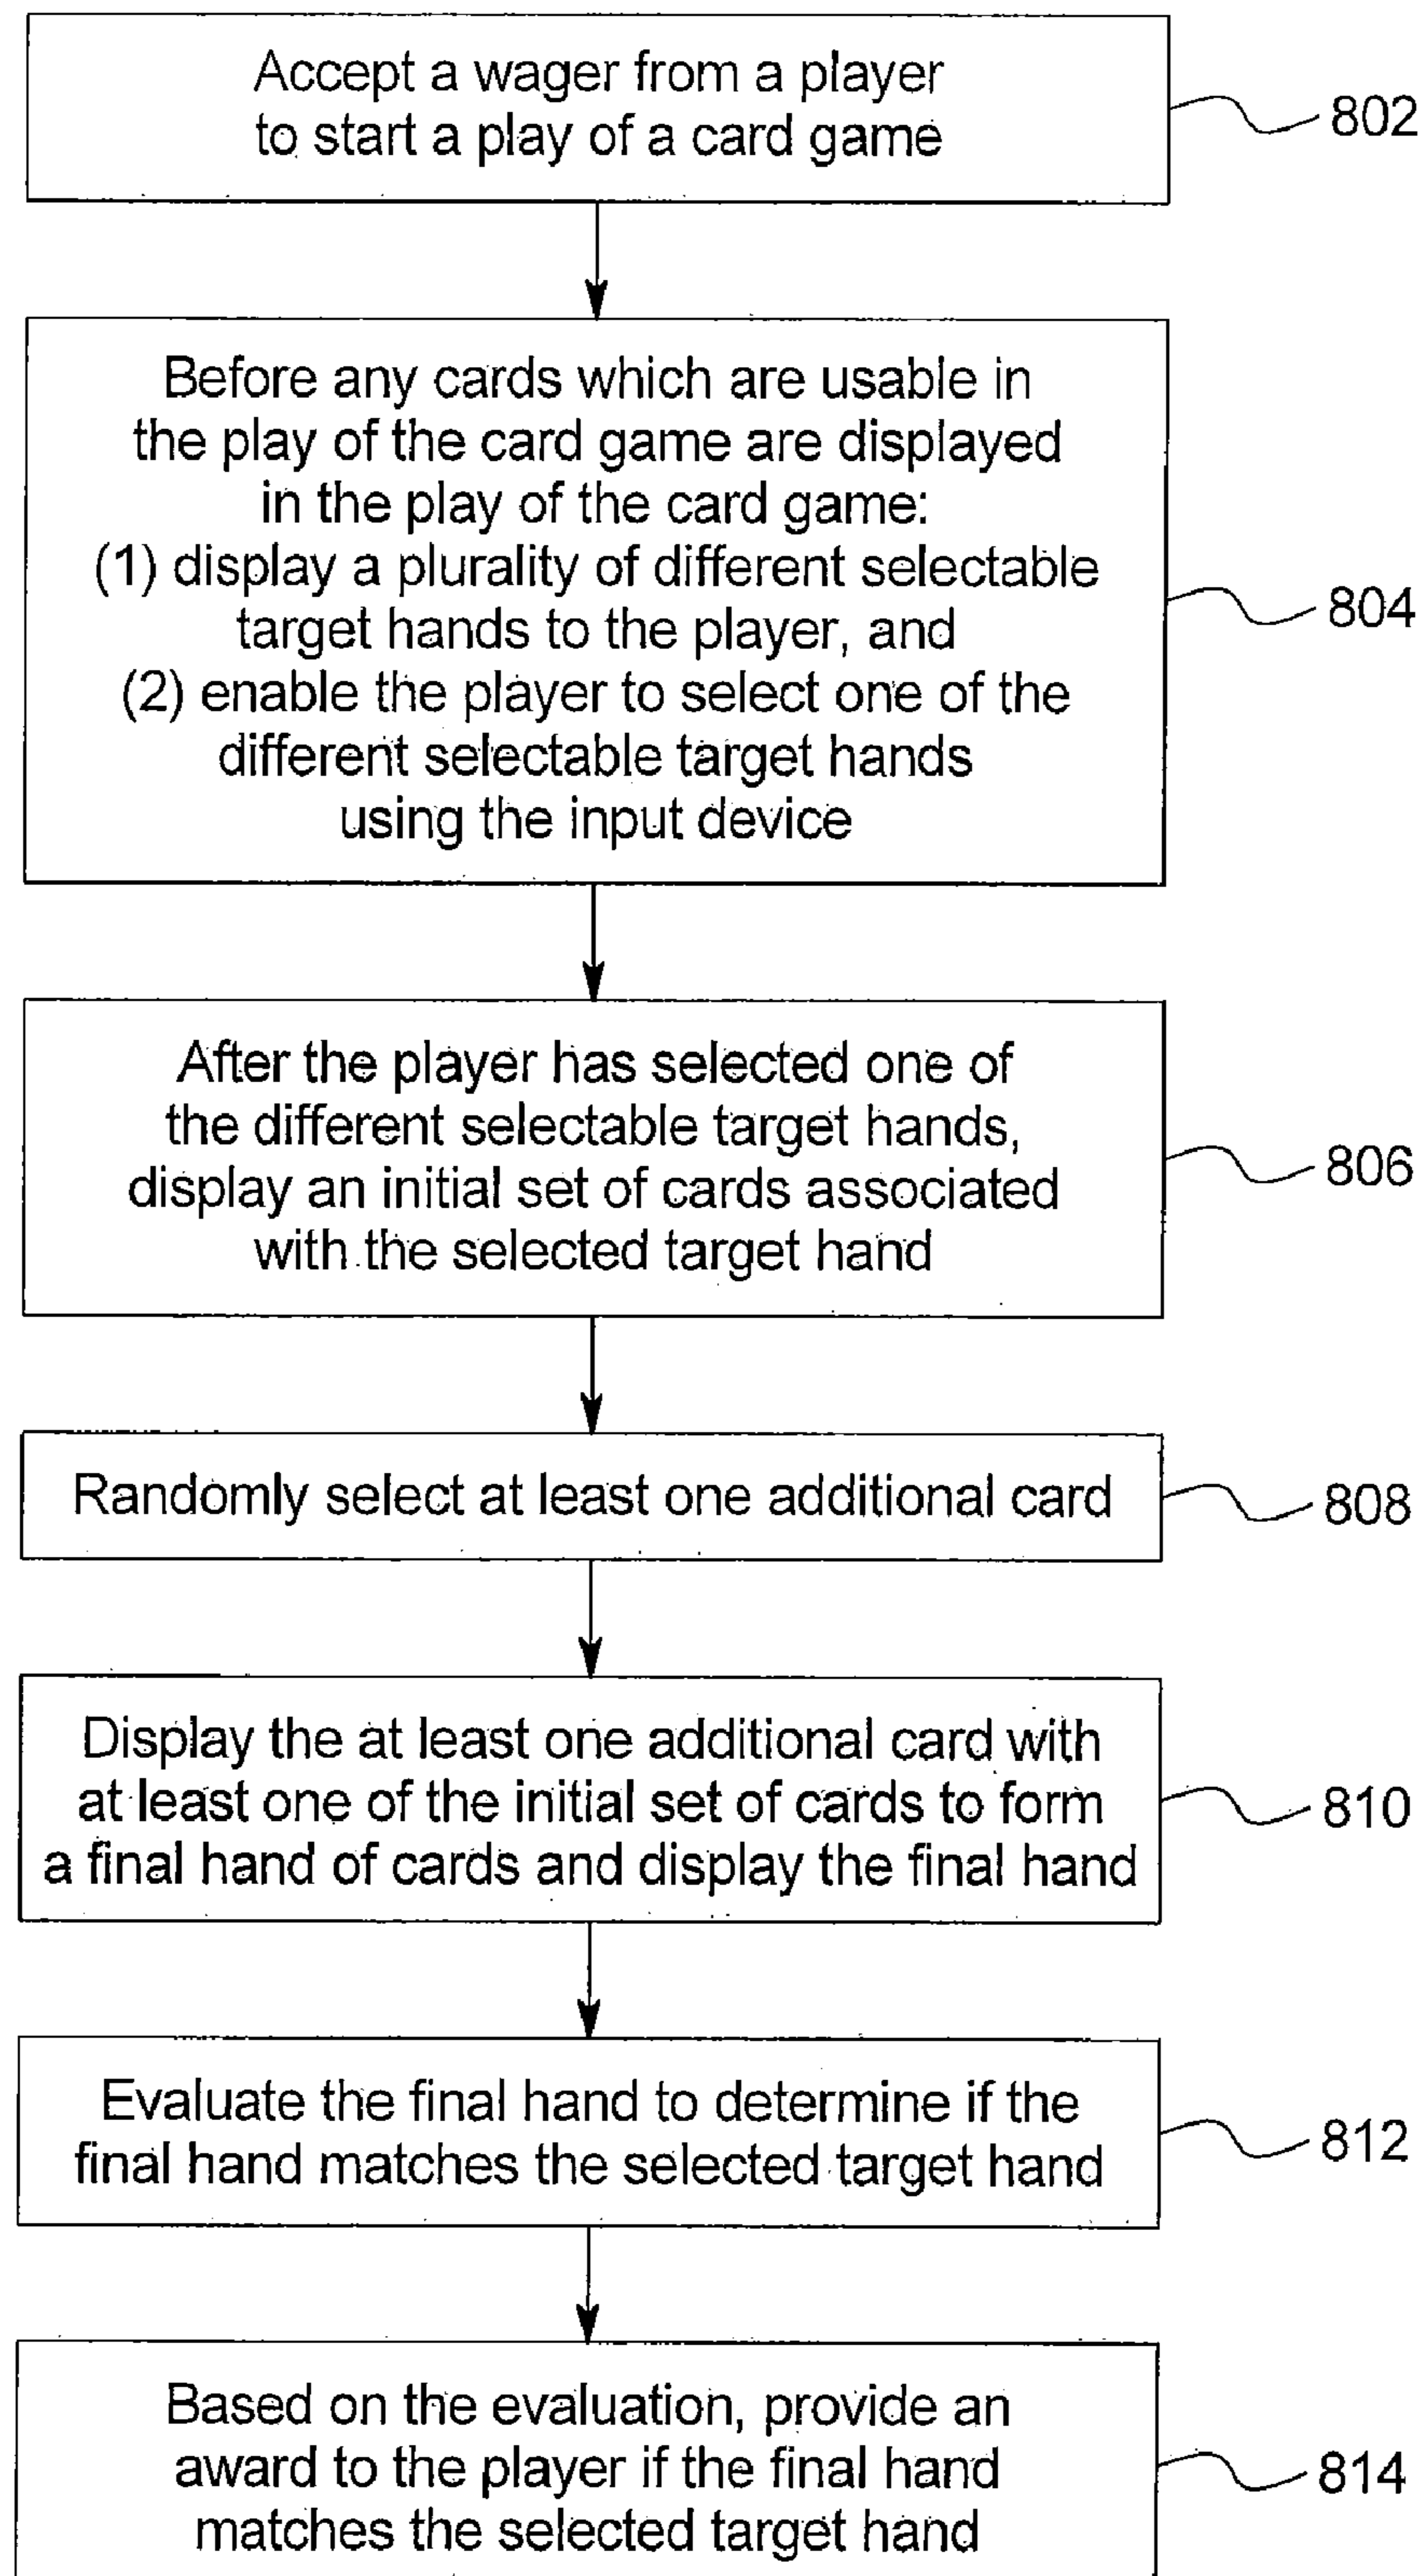 Accept a wager from a player
to start a play of a card game
802
Before any cards which are usable in
the play of the card game are displayed
in the play of the card game:
(1) display a plurality of different selectable
target hands to the player, and
(2) enable the player to select one of the
different selectable target hands
using the input device
804
After the player has selected one of
the different selectable target hands,
display an initial set of cards associated
with the selected target hand
806
Randomly select at least one additional card
808
Display the at least one additional card with
at least one of the initial set of cards to form
a final hand of cards and display the final hand
810
Evaluate the final hand to determine if the
final hand matches the selected target hand
812
Based on the evaluation, provide an
award to the player if the final hand
matches the selected target hand
814